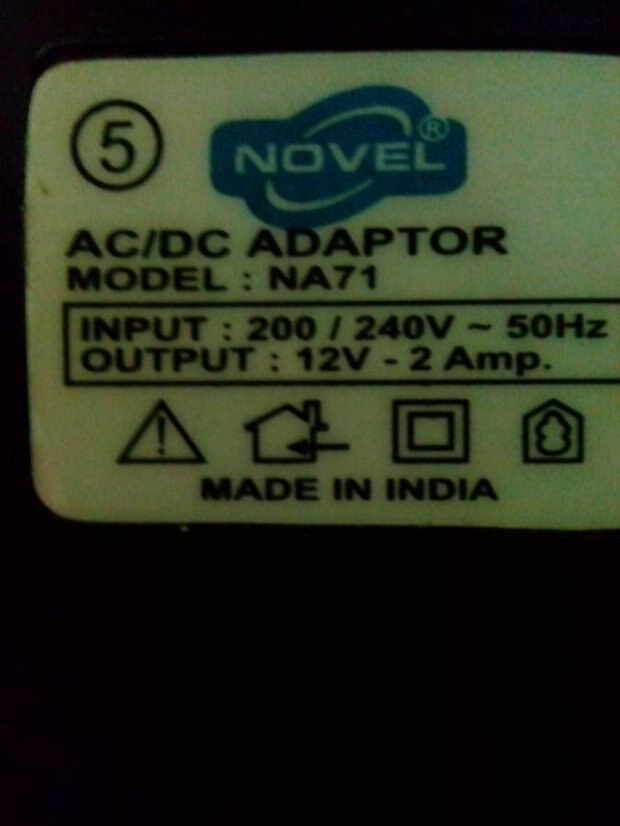 5
NOVEL®
AC/DC ADAPTOR
MODEL : NA71
INPUT : 200 / 240V ~ 50Hz
OUTPUT : 12V - 2 Amp.
MADE IN INDIA